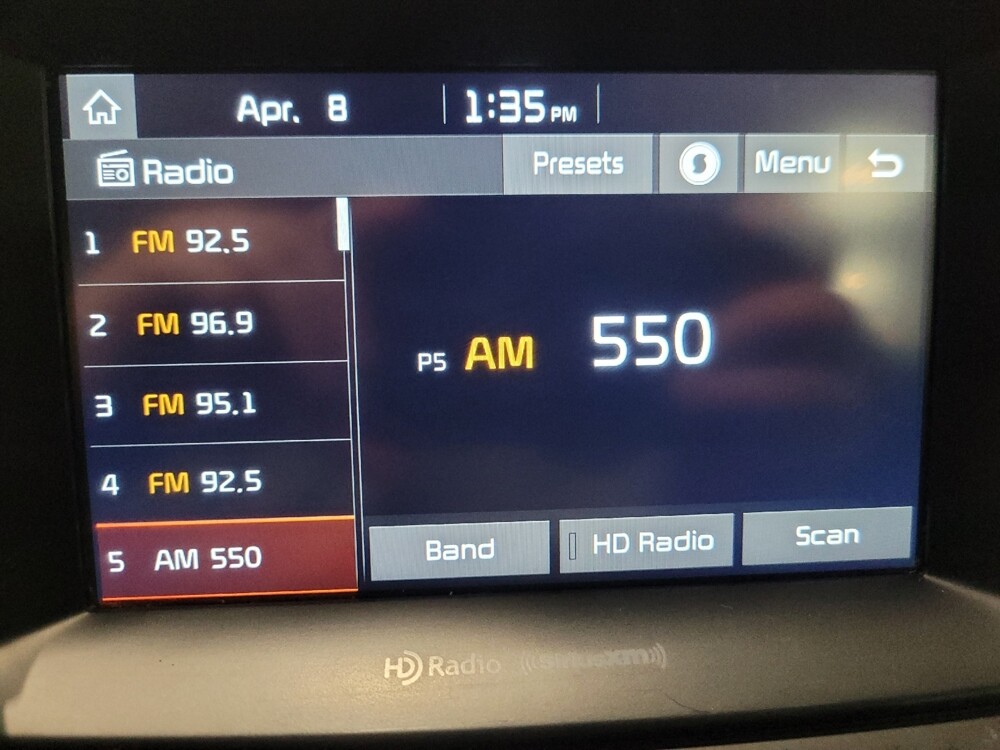 Apr. 8 1:35 PM
Radio Presets Menu
1 FM 92.5
2 FM 96.9
3 FM 95.1
4 FM 92.5
5 AM 550
P5 AM 550
Band HD Radio Scan
HD Radio ((siriusxm))